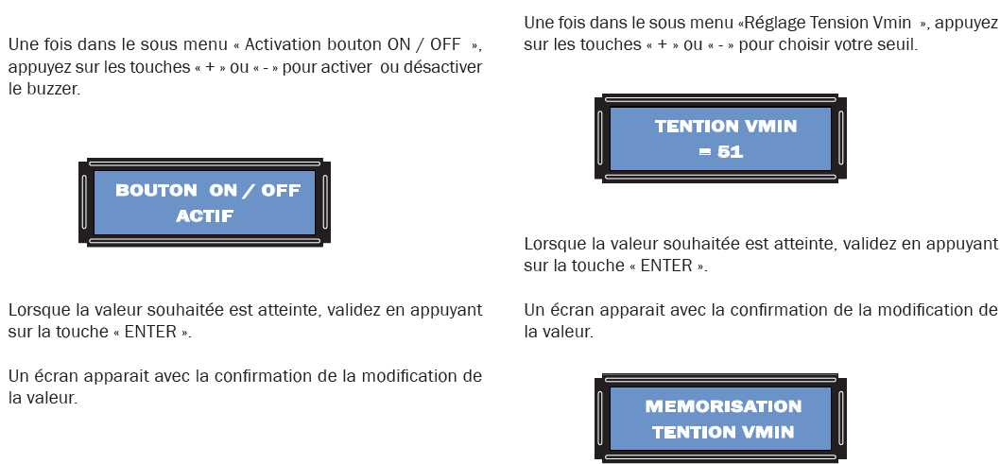 Une fois dans le sous menu « Activation bouton ON / OFF  »,
appuyez sur les touches « + » ou « - » pour activer  ou désactiver
le buzzer.
BOUTON  ON / OFF
ACTIF
Lorsque la valeur souhaitée est atteinte, validez en appuyant
sur la touche « ENTER ».
Un écran apparait avec la confirmation de la modification de
la valeur.
Une fois dans le sous menu «Réglage Tension Vmin  », appuyez
sur les touches « + » ou « - » pour choisir votre seuil.
TENTION VMIN
= 51
Lorsque la valeur souhaitée est atteinte, validez en appuyant
sur la touche « ENTER ».
Un écran apparait avec la confirmation de la modification de
la valeur.
MEMORISATION
TENTION VMIN